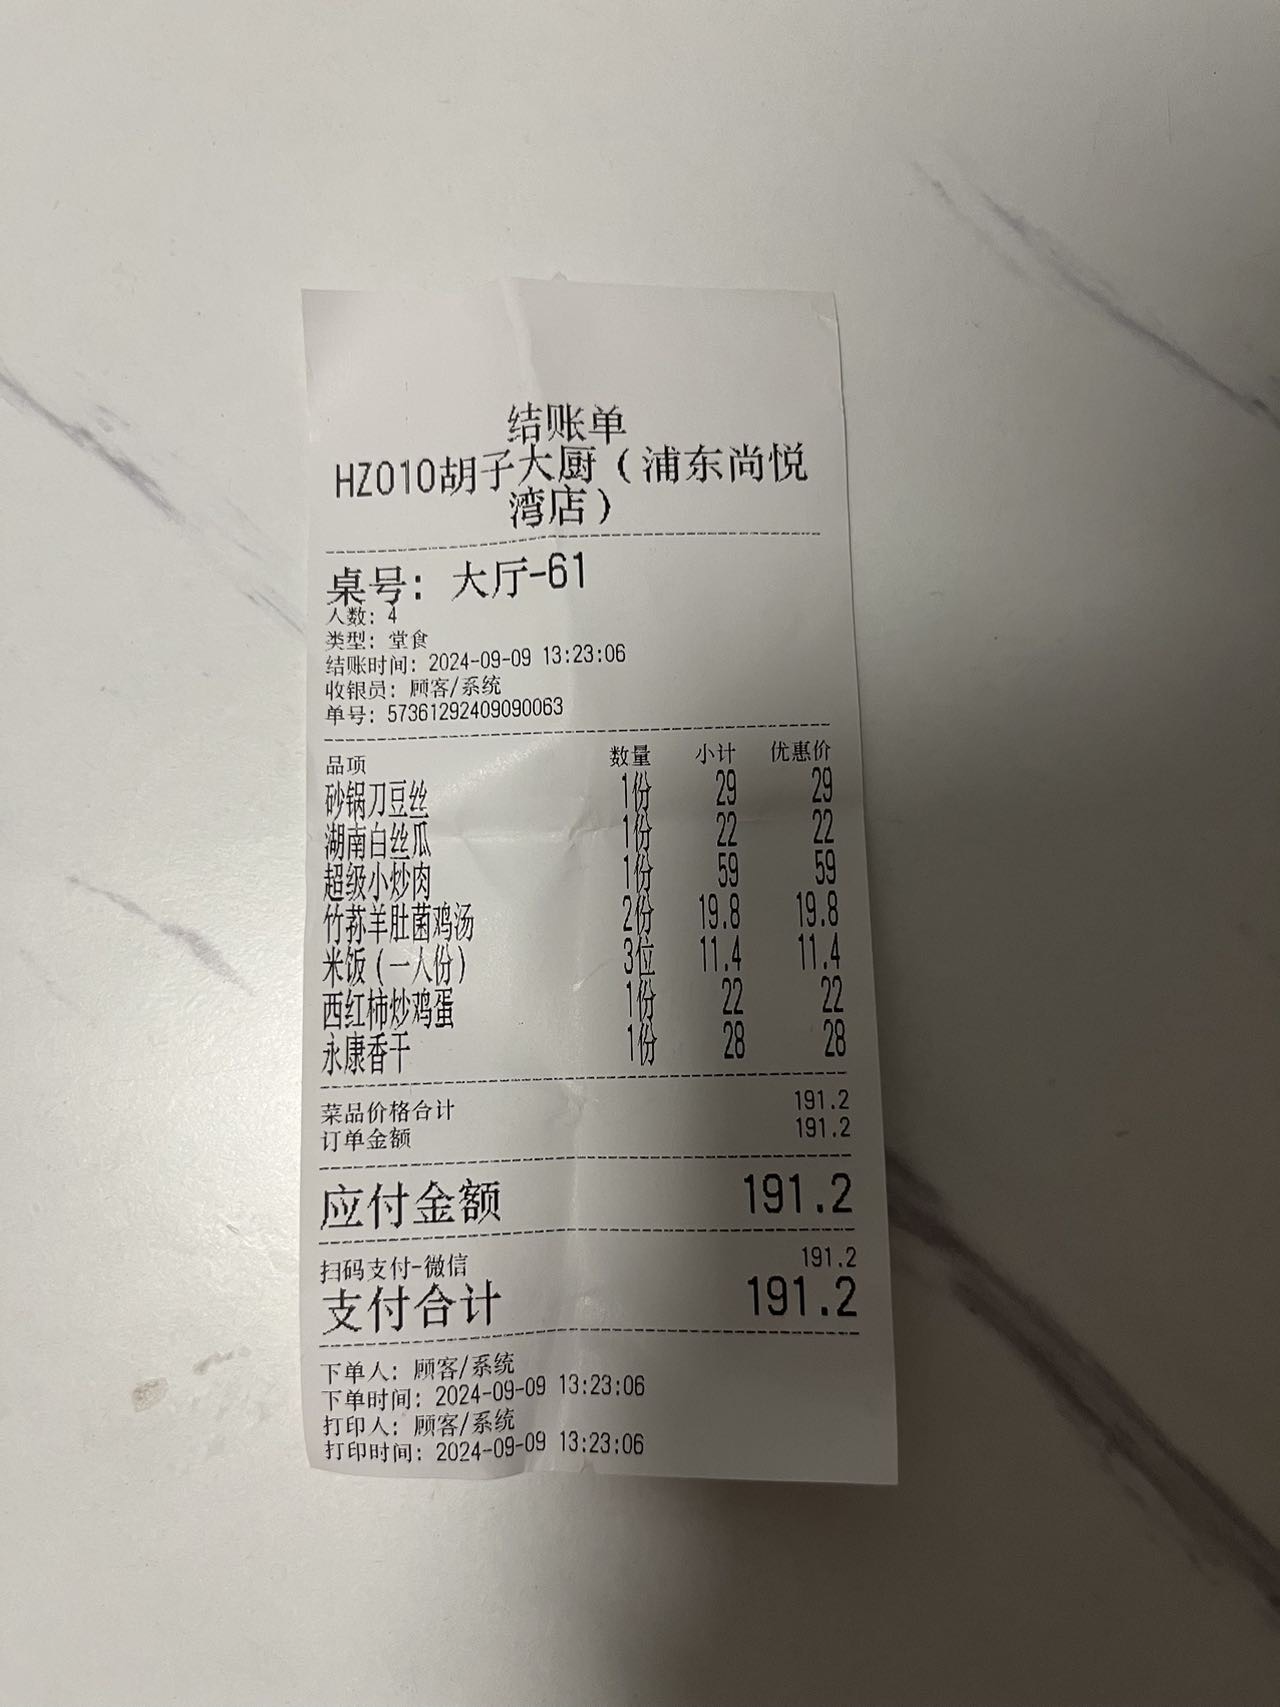 结账单
HZ010胡子大厨（浦东尚悦
湾店）
桌号：大厅-61
人数：4
类型：堂食
结账时间：2024-09-09 13:23:06
收银员：顾客/系统
单号：57361292409090063
品项 数量 小计 优惠价
砂锅刀豆丝 1份 29 29
湖南白丝瓜 1份 22 22
超级小炒肉 1份 59 59
竹荪羊肚菌鸡汤 2份 19.8 19.8
米饭（一人份） 3位 11.4 11.4
西红柿炒鸡蛋 1份 22 22
永康香干 1份 28 28
菜品价格合计 191.2
订单金额 191.2
应付金额 191.2
扫码支付-微信 191.2
支付合计 191.2
下单人：顾客/系统
下单时间：2024-09-09 13:23:06
打印人：顾客/系统
打印时间：2024-09-09 13:23:06